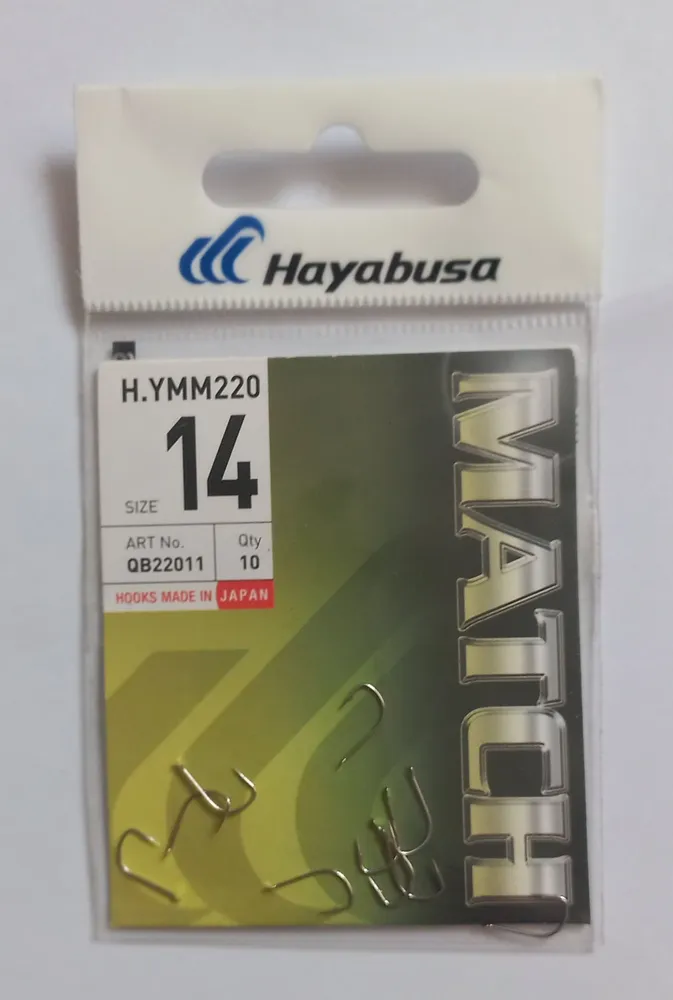 Hayabusa
H.YMM220
SIZE 14
ART No. Qty
QB22011 10
HOOKS MADE IN JAPAN
MATCH